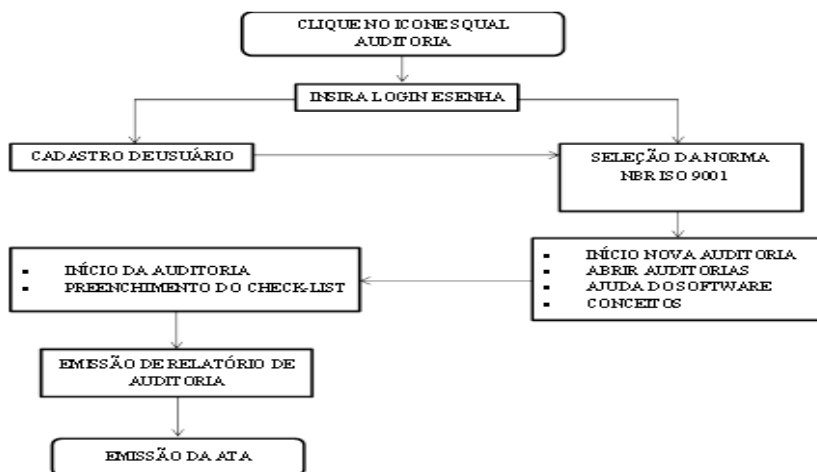 CLIQUE NO ICONE SQUAL
AUDITORIA
INSIRA LOGIN E SENHA
CADASTRO DE USUÁRIO
SELEÇÃO DA NORMA
NBR ISO 9001
▪ INÍCIO NOVA AUDITORIA
▪ ABRIR AUDITORIAS
▪ AJUDA DO SOFTWARE
▪ CONCEITOS
▪ INÍCIO DA AUDITORIA
▪ PREENCHIMENTO DO CHECK-LIST
EMISSÃO DE RELATÓRIO DE
AUDITORIA
EMISSÃO DA ATA